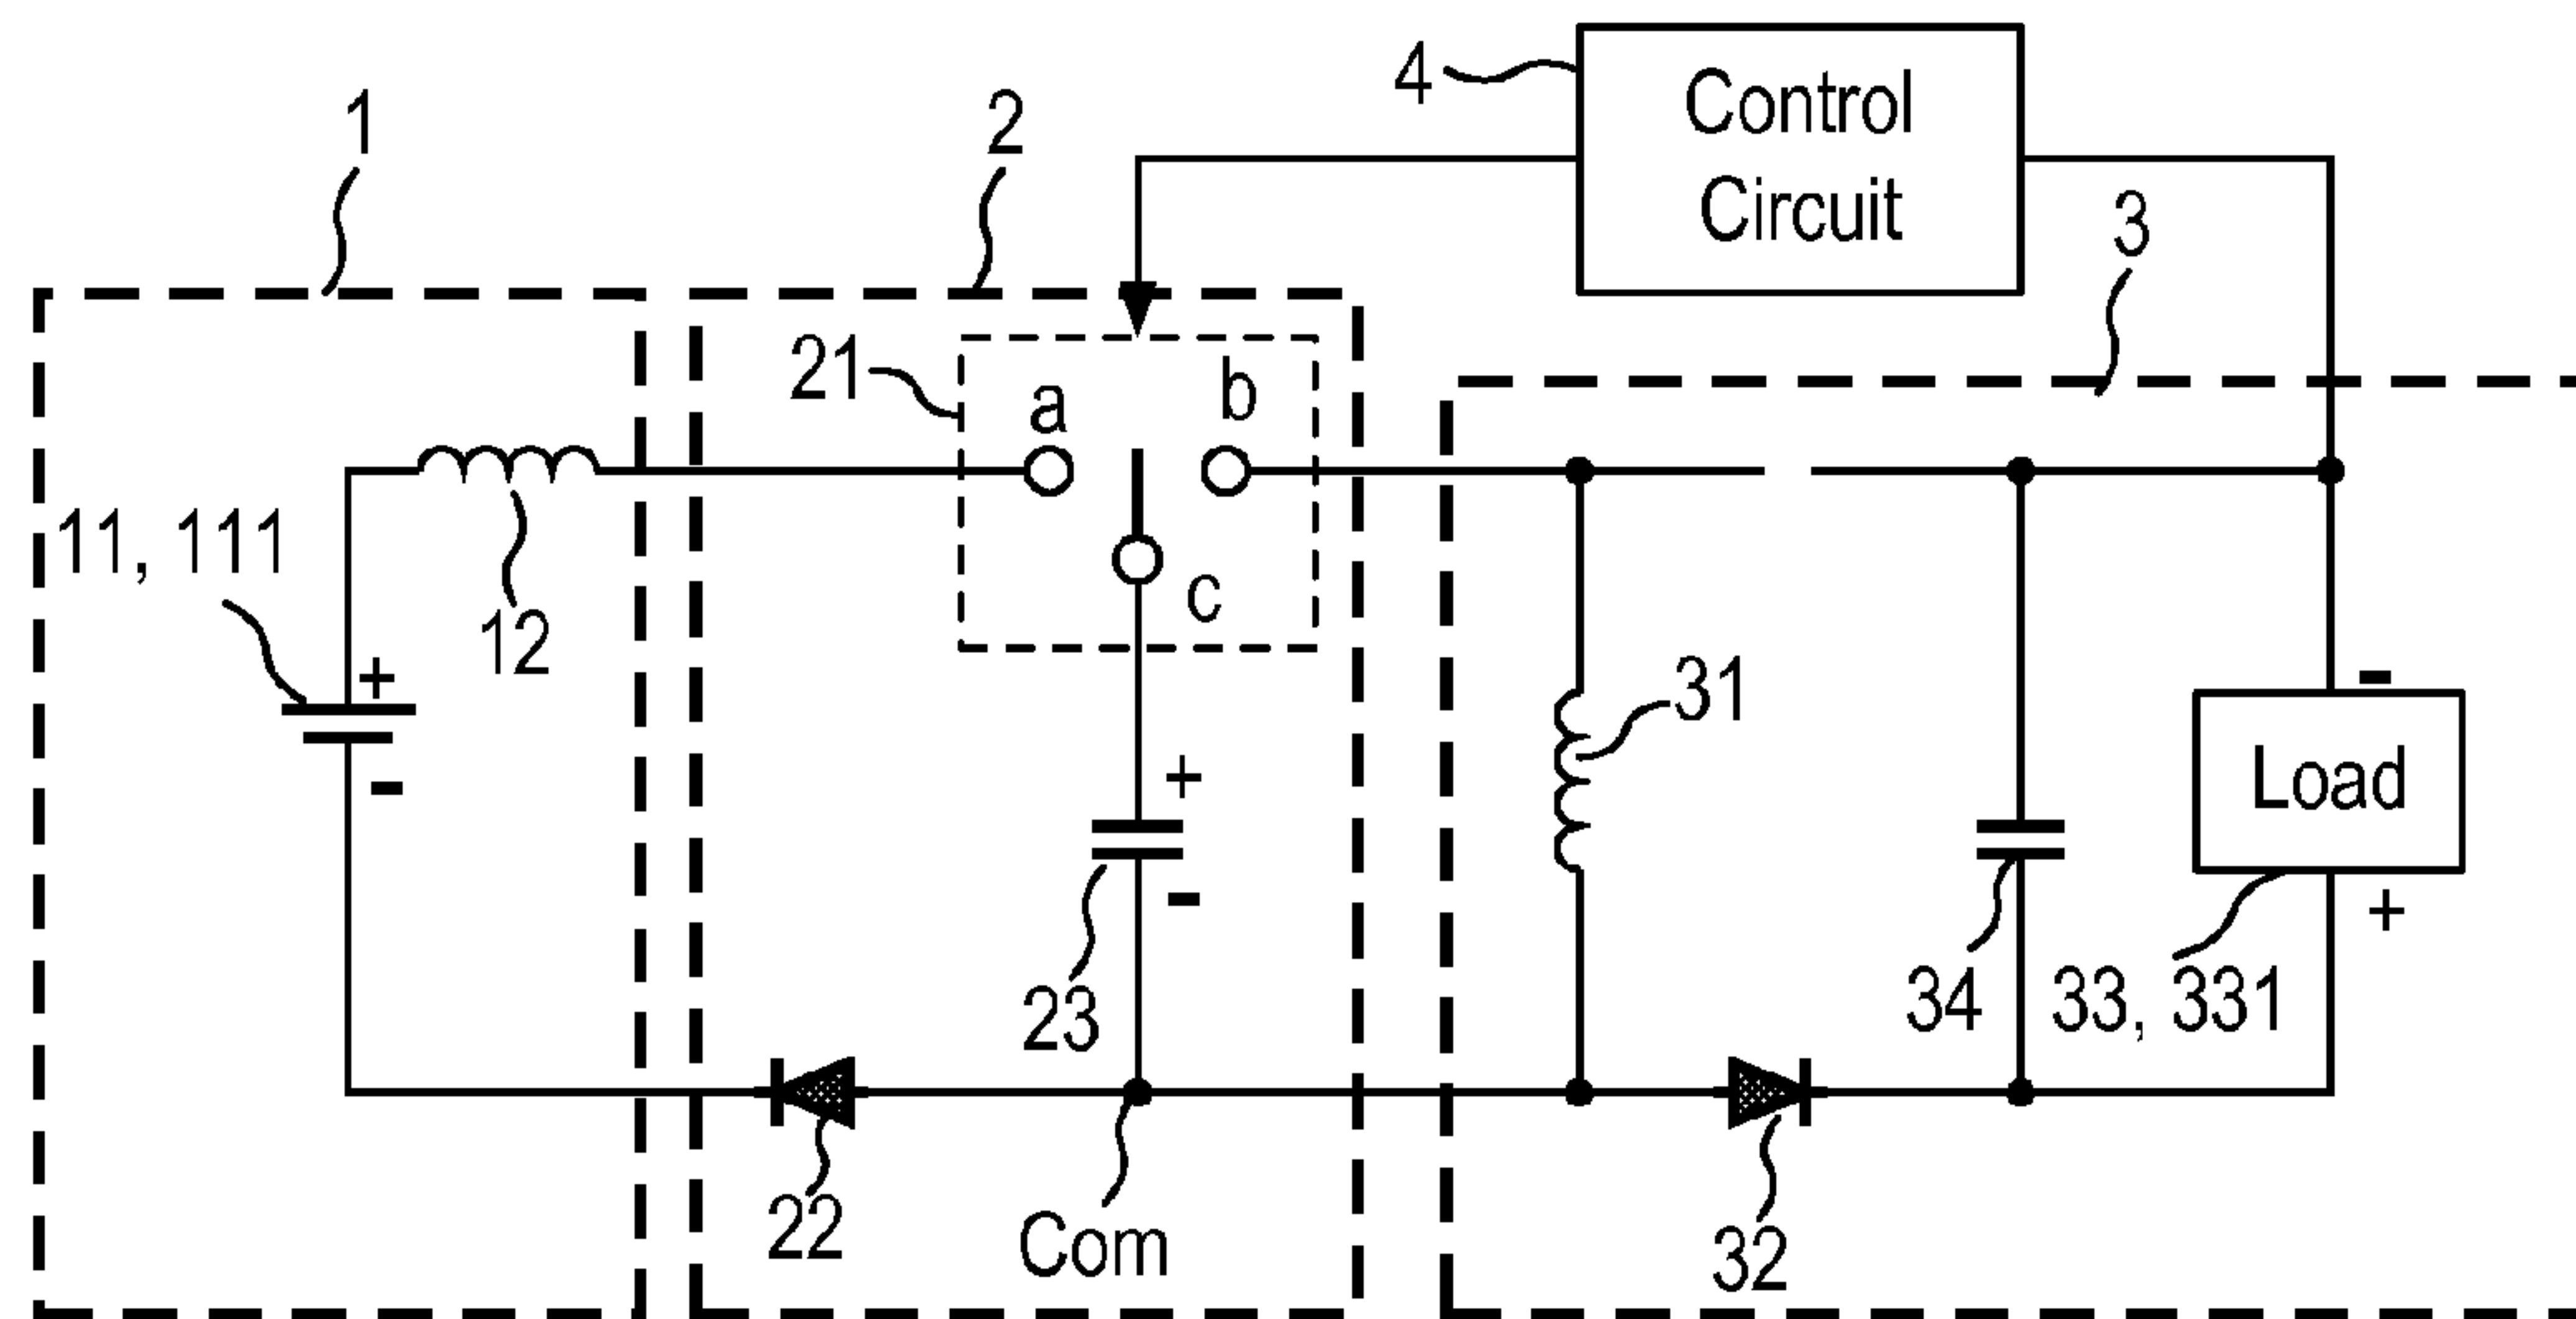 4
Control
Circuit
1
2
3
21
a
b
c
11, 111
12
+
-
31
+
-
23
-
Load
+
34
33, 331
22
Com
32